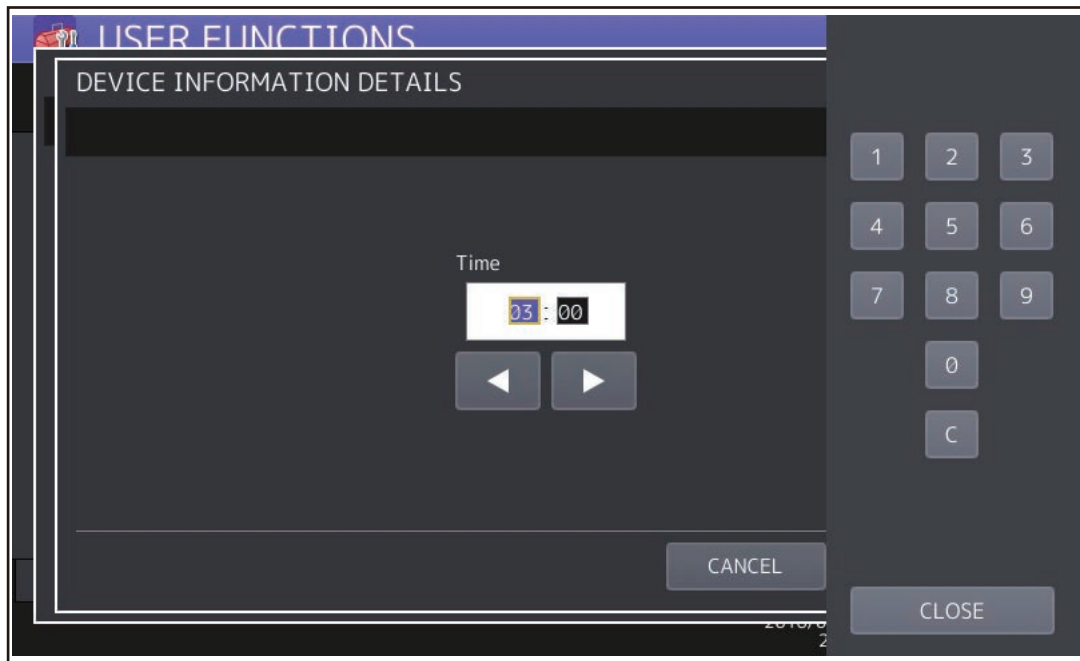 USER FUNCTIONS
DEVICE INFORMATION DETAILS
Time
03 : 00
1 2 3
4 5 6
7 8 9
0
C
CANCEL
CLOSE